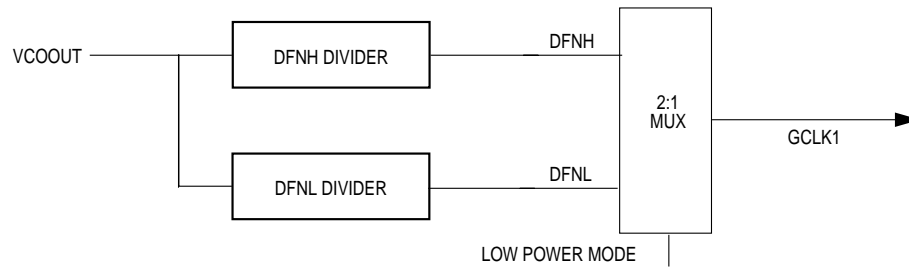 DFNH
VCOOUT
DFNH DIVIDER
2:1
MUX
GCLK1
DFNL
DFNL DIVIDER
LOW POWER MODE